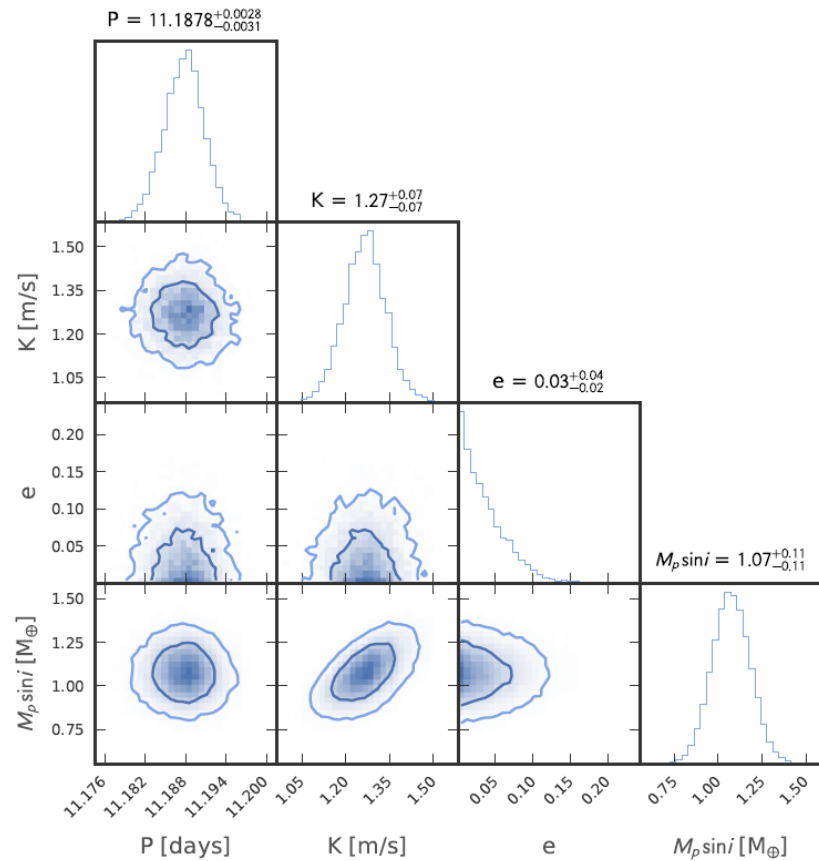 P = 11.1878 +0.0028 −0.0031
K = 1.27 +0.07 −0.07
1.50
1.35
1.20
1.05
K [m/s]
e = 0.03 +0.04 −0.02
0.20
0.15
0.10
0.05
e
M_p sin i = 1.07 +0.11 −0.11
1.50
1.25
1.00
0.75
M_p sin i [M⊕]
11.176 11.182 11.188 11.194 11.200 1.05 1.20 1.35 1.50 0.05 0.10 0.15 0.20 0.75 1.00 1.25 1.50
P [days] K [m/s] e M_p sin i [M⊕]